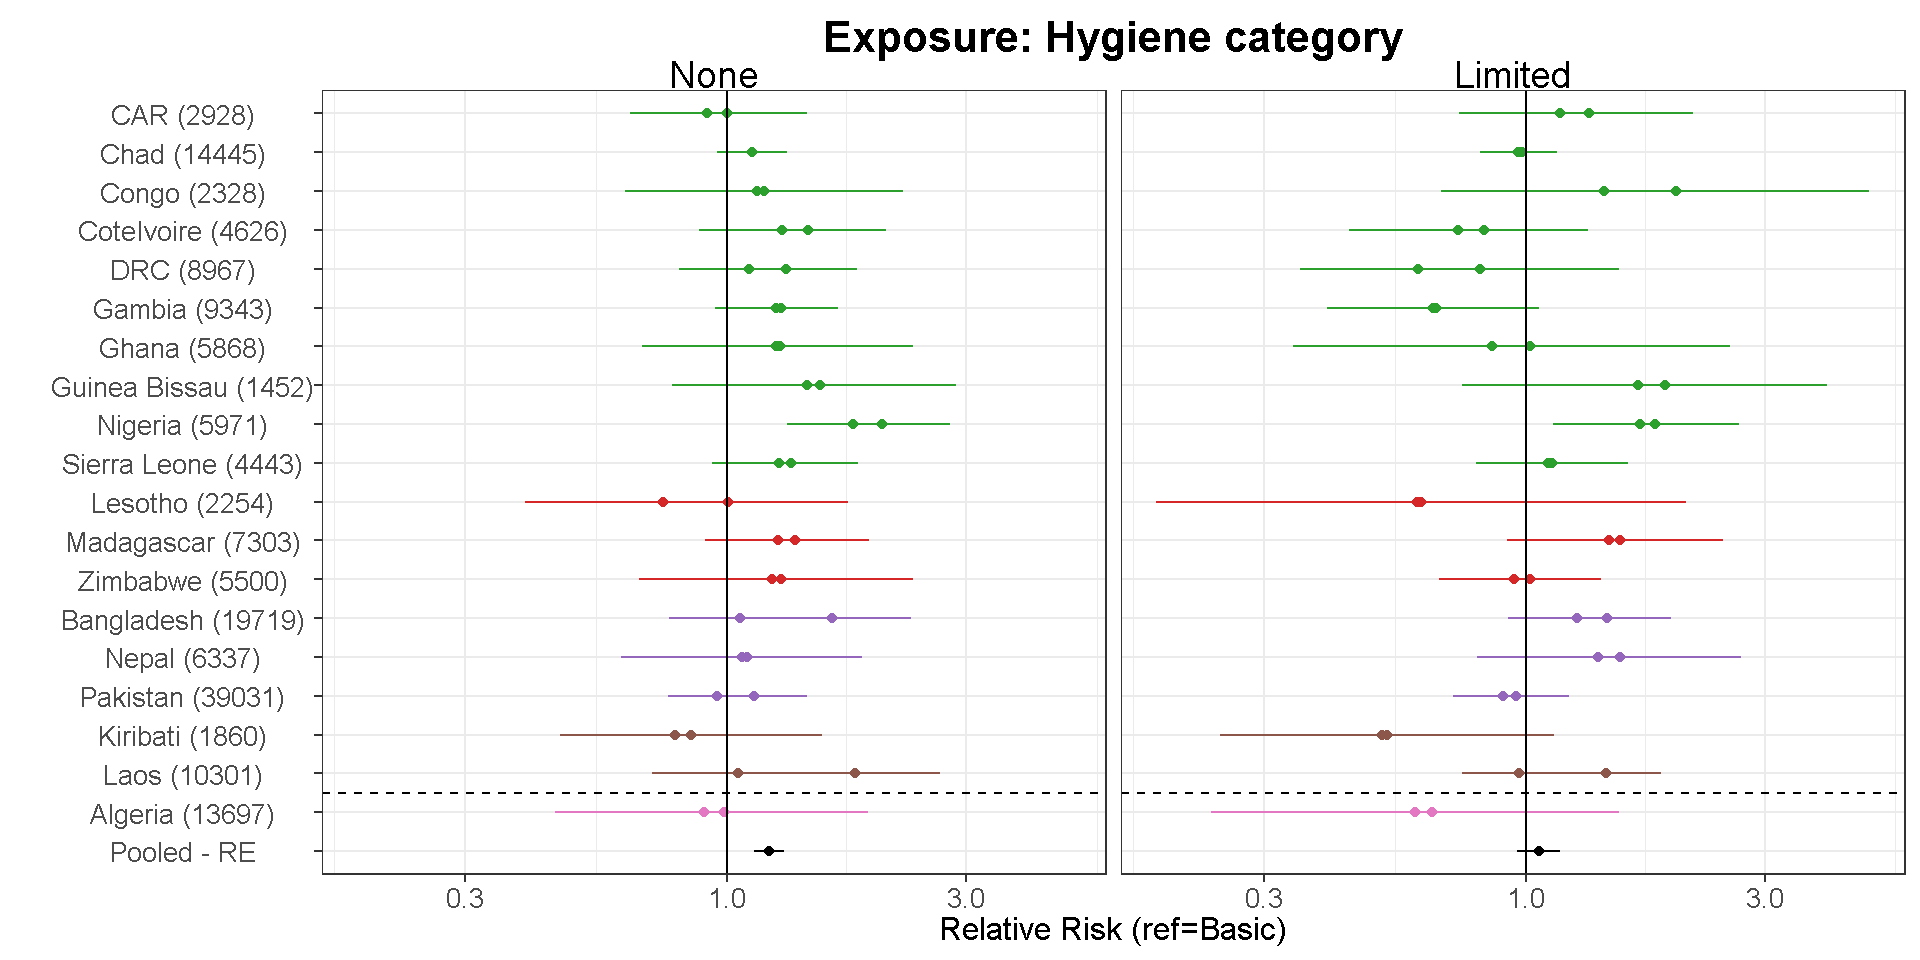 Exposure: Hygiene category
None
Limited
CAR (2928)
Chad (14445)
Congo (2328)
CoteIvoire (4626)
DRC (8967)
Gambia (9343)
Ghana (5868)
Guinea Bissau (1452)
Nigeria (5971)
Sierra Leone (4443)
Lesotho (2254)
Madagascar (7303)
Zimbabwe (5500)
Bangladesh (19719)
Nepal (6337)
Pakistan (39031)
Kiribati (1860)
Laos (10301)
Algeria (13697)
Pooled - RE
0.3 1.0 3.0
0.3 1.0 3.0
Relative Risk (ref=Basic)